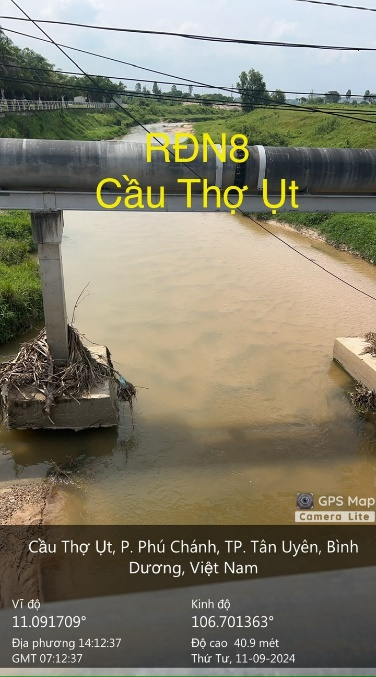 RĐN8
Cầu Thợ Ụt
GPS Map
Camera Lite
Cầu Thợ Ụt, P. Phú Chánh, TP. Tân Uyên, Bình
Dương, Việt Nam
Vĩ độ
11.091709°
Kinh độ
106.701363°
Địa phương 14:12:37
GMT 07:12:37
Độ cao 40.9 mét
Thứ Tư, 11-09-2024